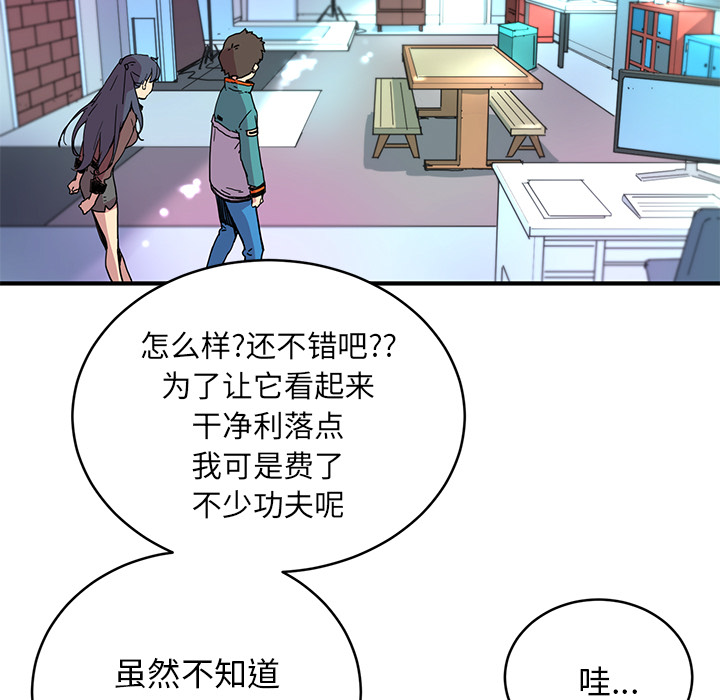 怎么样?还不错吧??
为了让它看起来
干净利落点
我可是费了
不少功夫呢
虽然不知道
哇...